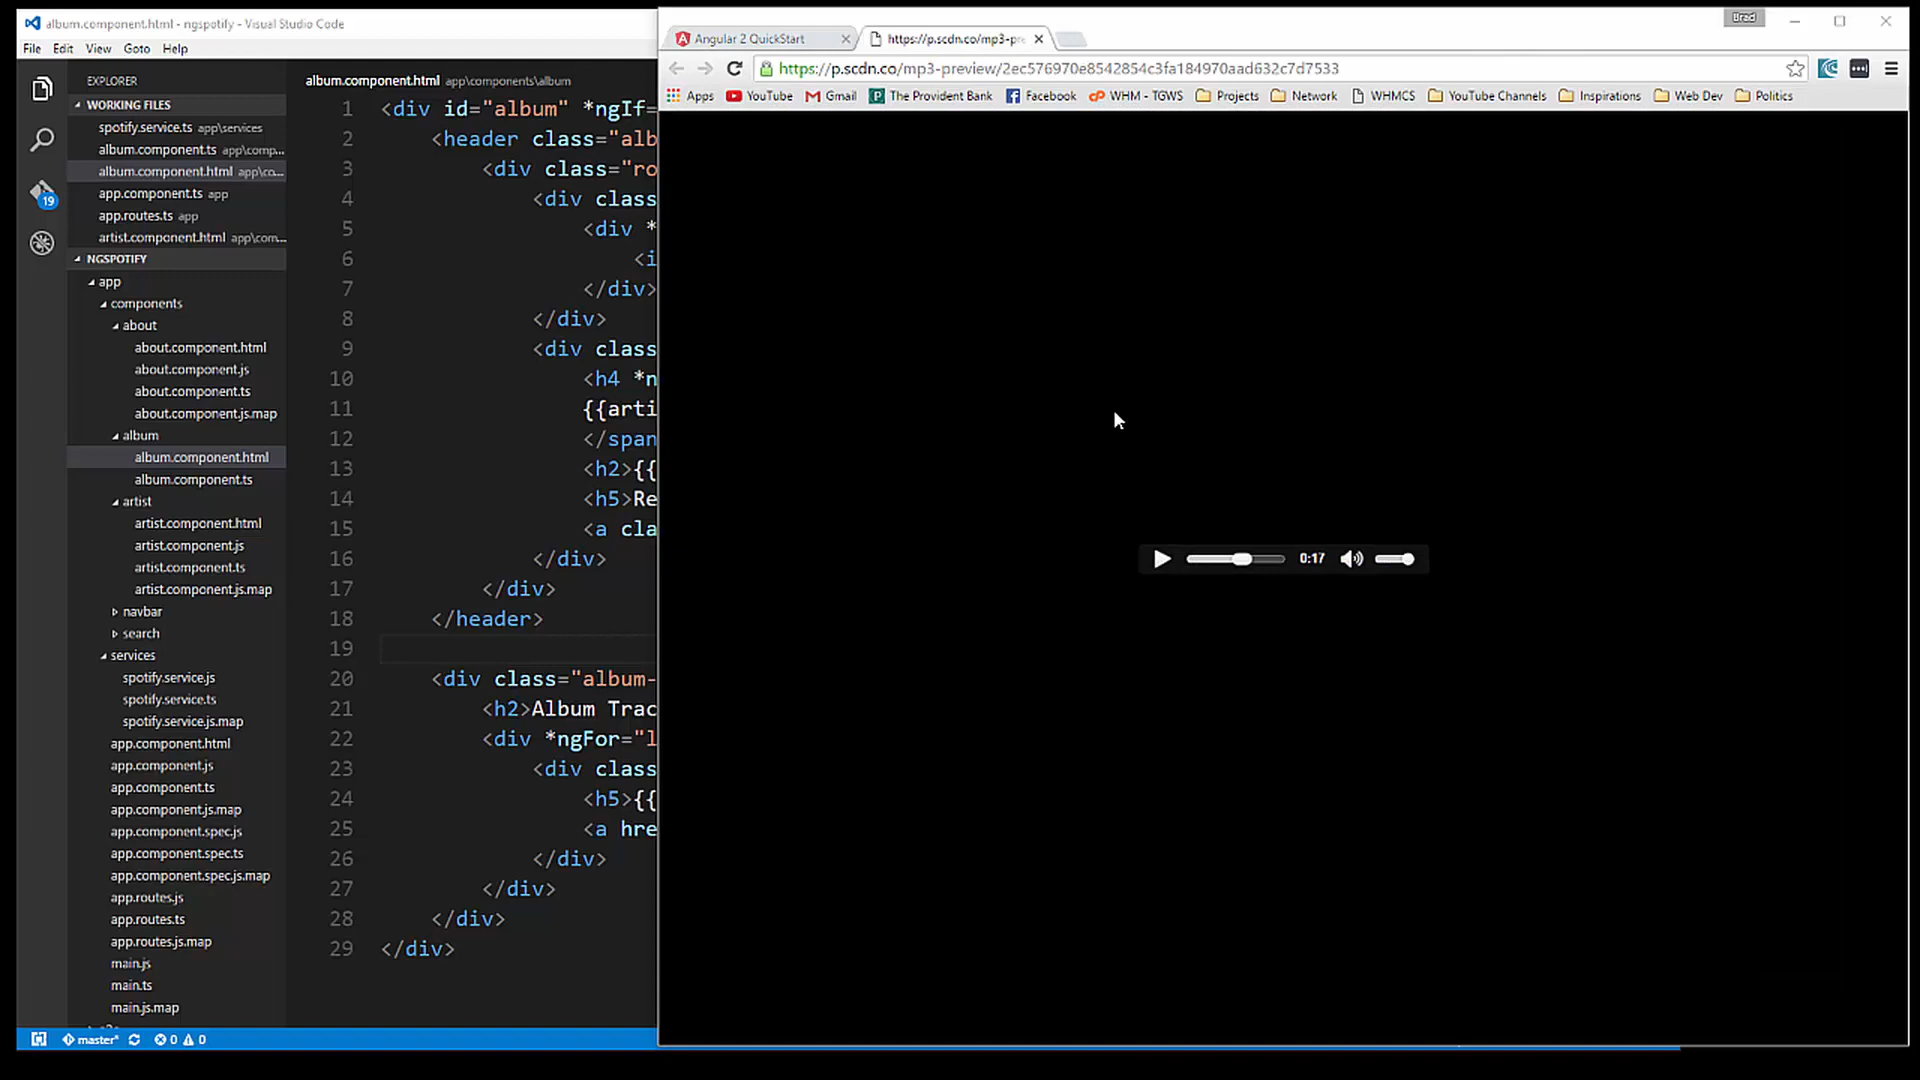 album.component.html - ngspotify - Visual Studio Code
File Edit View Goto Help
EXPLORER
WORKING FILES
spotify.service.ts app\services
album.component.ts app\comp...
album.component.html app\co...
app.component.ts app
app.routes.ts app
artist.component.html app\com...
NGSPOTIFY
app
components
about
about.component.html
about.component.js
about.component.ts
about.component.js.map
album
album.component.html
album.component.ts
artist
artist.component.html
artist.component.js
artist.component.ts
artist.component.js.map
navbar
search
services
spotify.service.js
spotify.service.ts
spotify.service.js.map
app.component.html
app.component.js
app.component.ts
app.component.js.map
app.component.spec.js
app.component.spec.ts
app.component.spec.js.map
app.routes.js
app.routes.ts
app.routes.js.map
main.js
main.ts
main.js.map
19
master* 0 0
album.component.html app\components\album
1 <div id="album" *ngIf=
2 <header class="alb
3 <div class="ro
4 <div class
5 <div *
6 <i
7 </div>
8 </div>
9 <div class
10 <h4 *n
11 {{arti
12 </span
13 <h2>{{
14 <h5>Re
15 <a cla
16 </div>
17 </div>
18 </header>
19
20 <div class="album-
21 <h2>Album Trac
22 <div *ngFor="l
23 <div class
24 <h5>{{
25 <a hre
26 </div>
27 </div>
28 </div>
29 </div>
Brad
Angular 2 QuickStart
https://p.scdn.co/mp3-pre
https://p.scdn.co/mp3-preview/2ec576970e8542854c3fa184970aad632c7d7533
Apps YouTube Gmail The Provident Bank Facebook WHM - TGWS Projects Network WHMCS YouTube Channels Inspirations Web Dev Politics
0:17